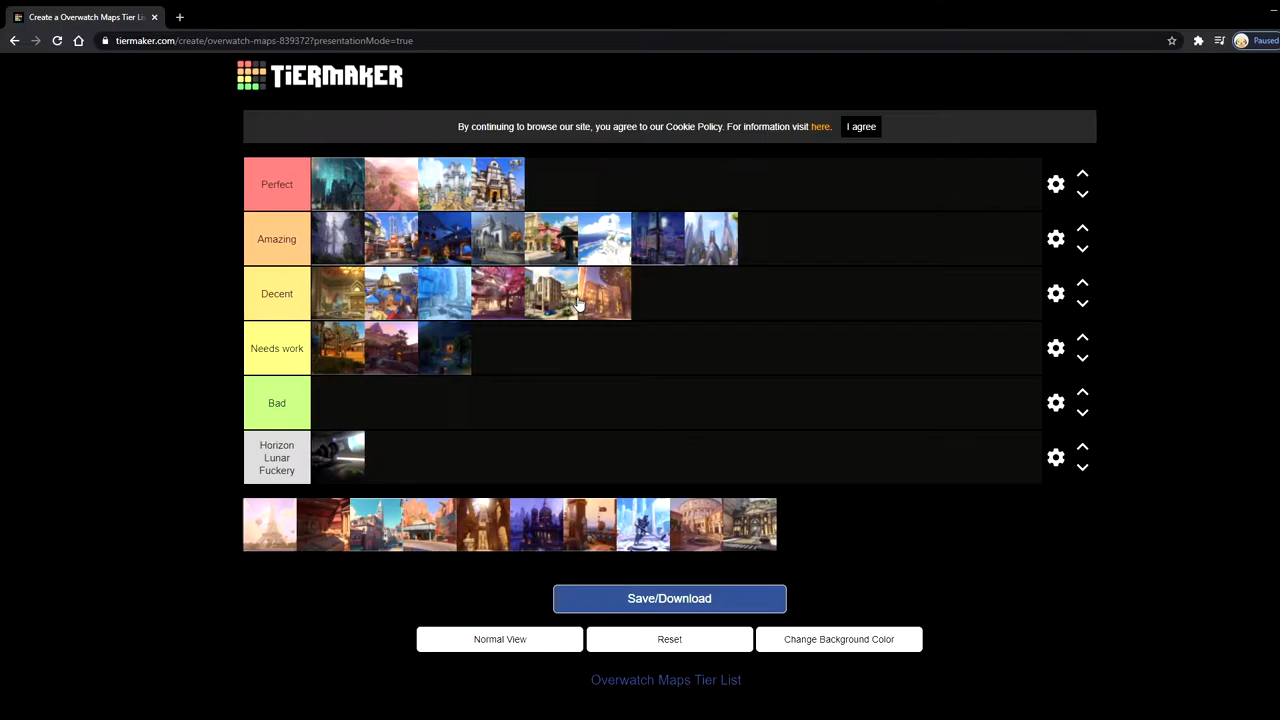 Create a Overwatch Maps Tier Li
tiermaker.com/create/overwatch-maps-839372?presentationMode=true
Paused
TiERMAKER
By continuing to browse our site, you agree to our Cookie Policy. For information visit here.
I agree
Perfect
Amazing
Decent
Needs work
Bad
Horizon
Lunar
Fuckery
Save/Download
Normal View
Reset
Change Background Color
Overwatch Maps Tier List